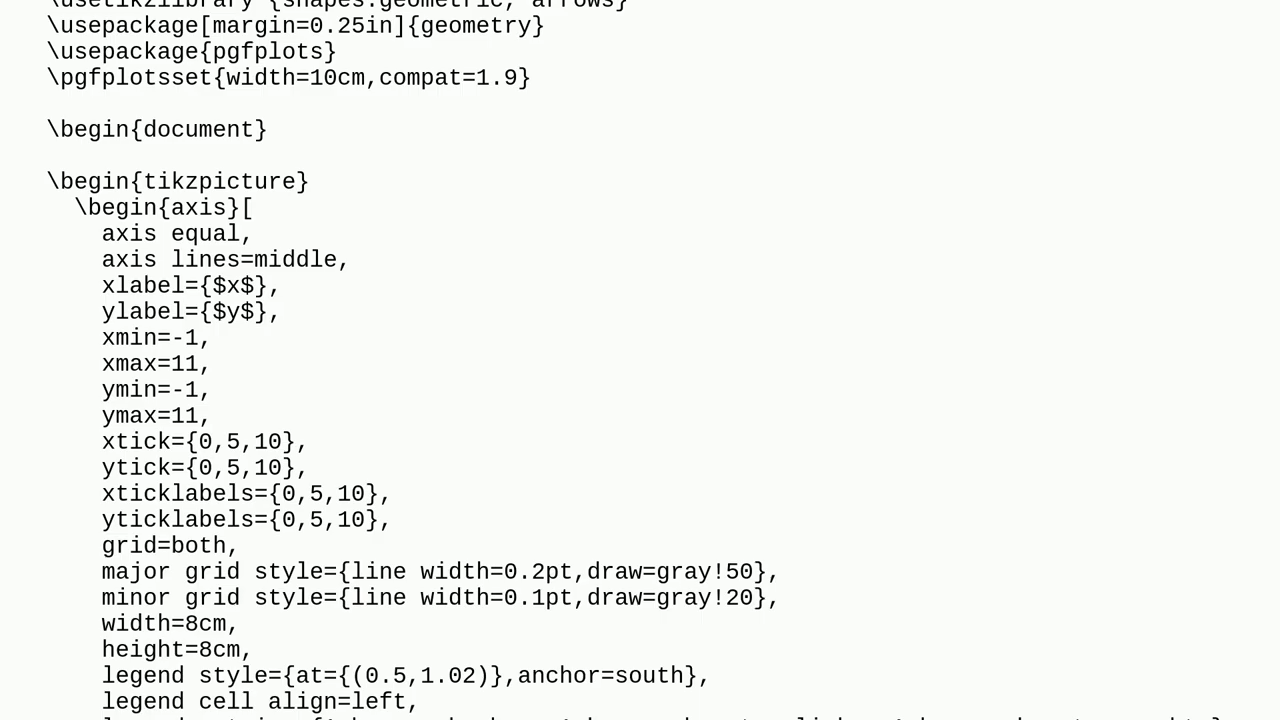 \usetikzlibrary {shapes.geometric, arrows}
\usepackage[margin=0.25in]{geometry}
\usepackage{pgfplots}
\pgfplotsset{width=10cm,compat=1.9}
\begin{document}
\begin{tikzpicture}
\begin{axis}[
axis equal,
axis lines=middle,
xlabel={$x$},
ylabel={$y$},
xmin=-1,
xmax=11,
ymin=-1,
ymax=11,
xtick={0,5,10},
ytick={0,5,10},
xticklabels={0,5,10},
yticklabels={0,5,10},
grid=both,
major grid style={line width=0.2pt,draw=gray!50},
minor grid style={line width=0.1pt,draw=gray!20},
width=8cm,
height=8cm,
legend style={at={(0.5,1.02)},anchor=south},
legend cell align=left,